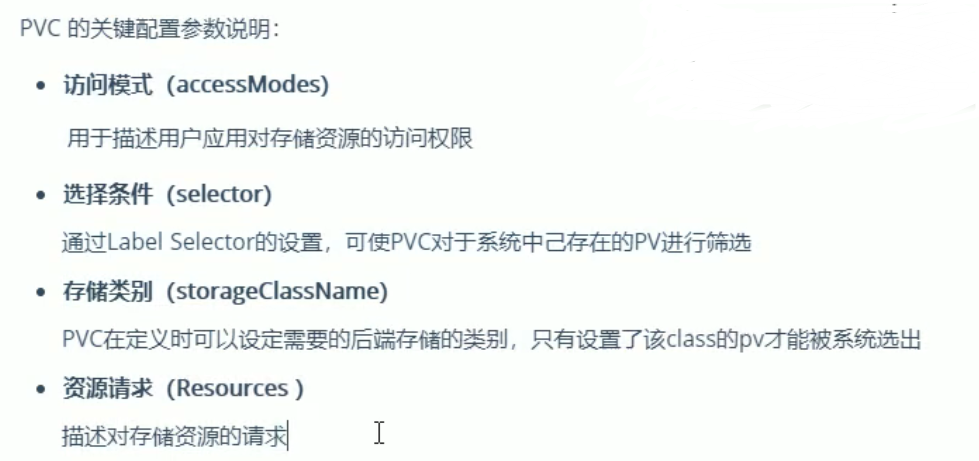 PVC 的关键配置参数说明：
• 访问模式（accessModes)
用于描述用户应用对存储资源的访问权限
• 选择条件（selector)
通过Label Selector的设置，可使PVC对于系统中己存在的PV进行筛选
• 存储类别（storageClassName)
PVC在定义时可以设定需要的后端存储的类别，只有设置了该class的pv才能被系统选出
• 资源请求（Resources ）
描述对存储资源的请求